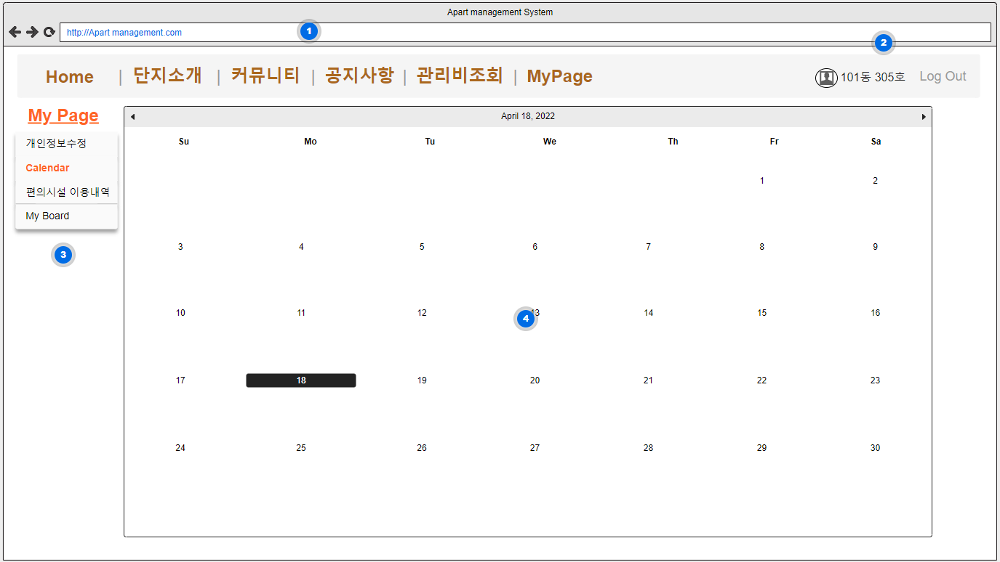 Apart management System
http://Apart management.com
1
2
Home | 단지소개 | 커뮤니티 | 공지사항 | 관리비조회 | MyPage
101동 305호 Log Out
My Page
개인정보수정
Calendar
편의시설 이용내역
My Board
3
April 18, 2022
Su Mo Tu We Th Fr Sa
1 2
3 4 5 6 7 8 9
10 11 12 13 14 15 16
4
17 18 19 20 21 22 23
24 25 26 27 28 29 30